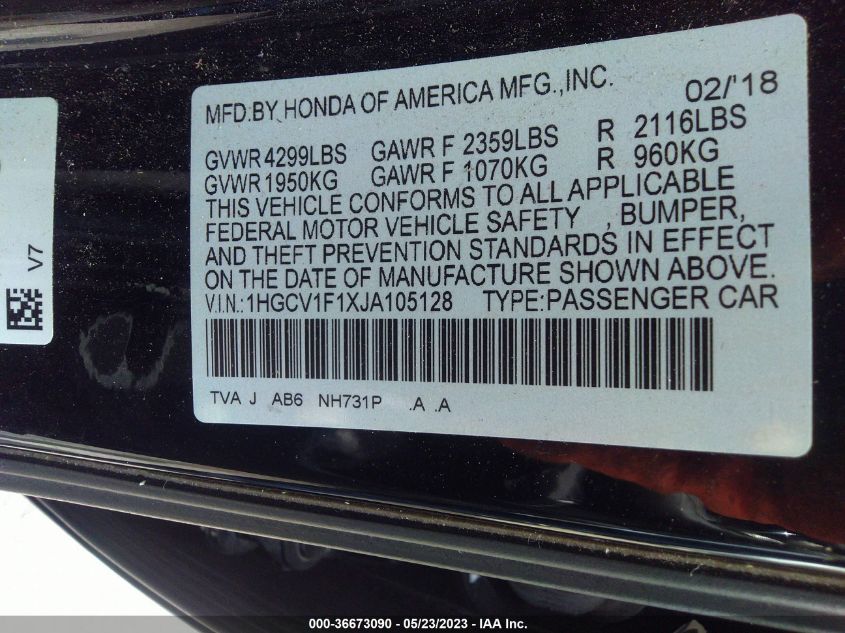 MFD.BY HONDA OF AMERICA MFG.,INC. 02/'18
GVWR 4299LBS GAWR F 2359LBS R 2116LBS
GVWR 1950KG GAWR F 1070KG R 960KG
THIS VEHICLE CONFORMS TO ALL APPLICABLE
FEDERAL MOTOR VEHICLE SAFETY , BUMPER,
AND THEFT PREVENTION STANDARDS IN EFFECT
ON THE DATE OF MANUFACTURE SHOWN ABOVE.
V.I.N.:1HGCV1F1XJA105128 TYPE:PASSENGER CAR
TVA J AB6 NH731P .A .A
V7
000-36673090 - 05/23/2023 - IAA Inc.